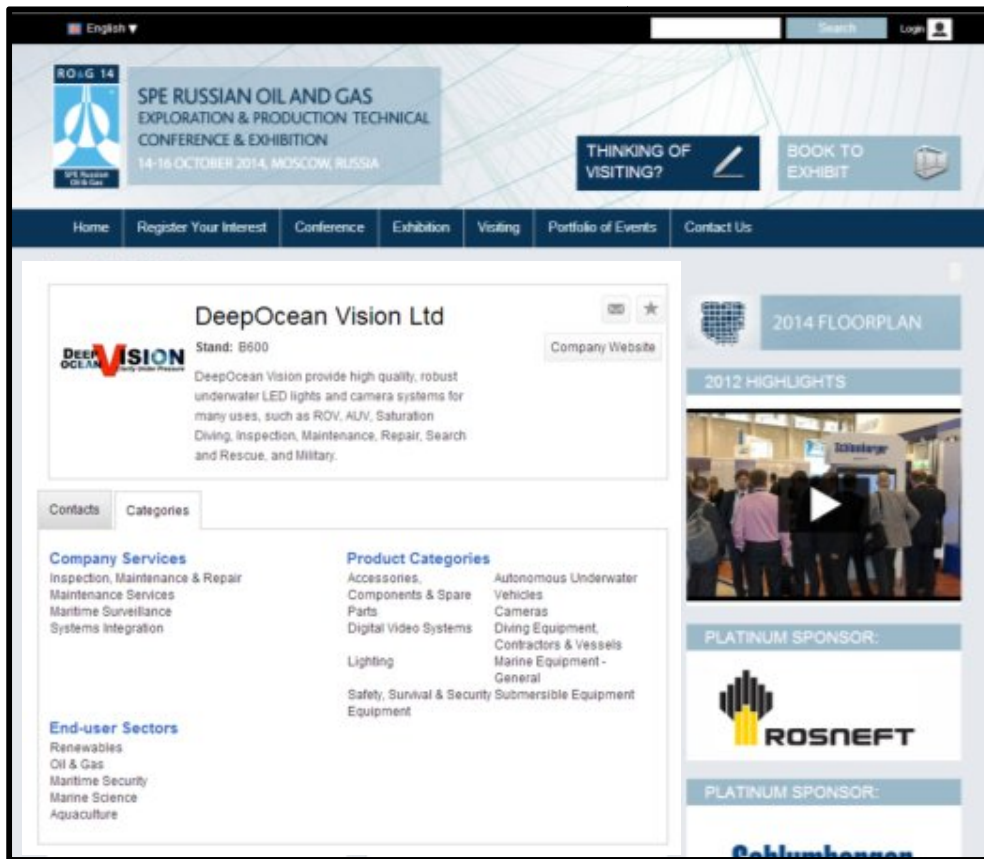 English ▼
Search
Login
RO&G 14
SPE Russian
Oil & Gas
SPE RUSSIAN OIL AND GAS
EXPLORATION & PRODUCTION TECHNICAL
CONFERENCE & EXHIBITION
14-16 OCTOBER 2014, MOSCOW, RUSSIA
THINKING OF
VISITING?
BOOK TO
EXHIBIT
Home
Register Your Interest
Conference
Exhibition
Visiting
Portfolio of Events
Contact Us
DEEP
OCEAN
VISION
Clarity Under Pressure
DeepOcean Vision Ltd
Stand: B600
DeepOcean Vision provide high quality, robust
underwater LED lights and camera systems for
many uses, such as ROV, AUV, Saturation
Diving, Inspection, Maintenance, Repair, Search
and Rescue, and Military.
Company Website
Contacts
Categories
Company Services
Inspection, Maintenance & Repair
Maintenance Services
Maritime Surveillance
Systems Integration
Product Categories
Accessories,
Components & Spare
Parts
Digital Video Systems
Lighting
Safety, Survival & Security
Equipment
Autonomous Underwater
Vehicles
Cameras
Diving Equipment,
Contractors & Vessels
Marine Equipment -
General
Submersible Equipment
End-user Sectors
Renewables
Oil & Gas
Maritime Security
Marine Science
Aquaculture
2014 FLOORPLAN
2012 HIGHLIGHTS
Schlumberger
PLATINUM SPONSOR:
ROSNEFT
PLATINUM SPONSOR:
Schlumberger